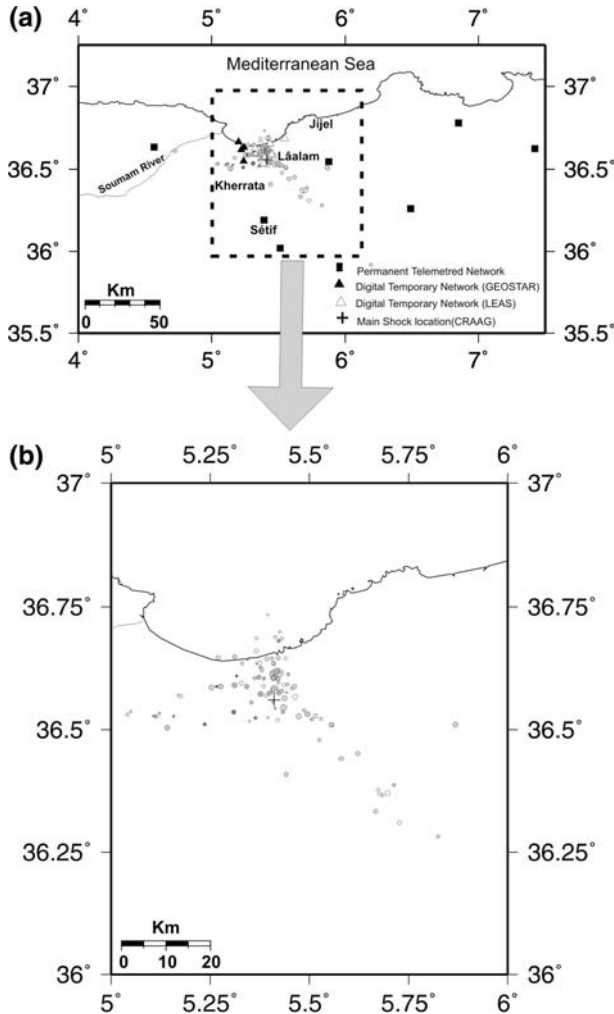 (a)
4° 5° 6° 7°
Mediterranean Sea
37° 37°
Jijel
Lâalam
36.5° 36.5°
Soumam River
Kherrata
Sétif
36° 36°
Permanent Telemetred Network
Digital Temporary Network (GEOSTAR)
Digital Temporary Network (LEAS)
Main Shock location(CRAAG)
Km
0 50
35.5° 35.5°
4° 5° 6° 7°
(b)
5° 5.25° 5.5° 5.75° 6°
37° 37°
36.75° 36.75°
36.5° 36.5°
36.25° 36.25°
Km
0 10 20
36° 36°
5° 5.25° 5.5° 5.75° 6°